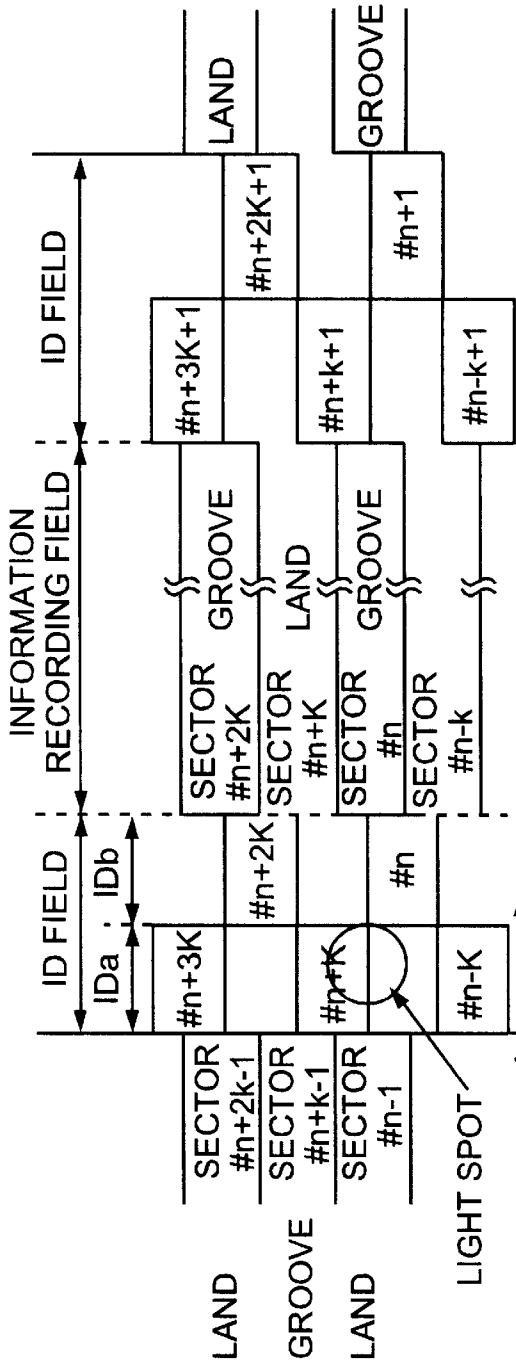 INFORMATION
RECORDING FIELD
ID FIELD
ID FIELD
IDa
IDb
#n+3K
#n+2K
#n+K
#n
#n-K
SECTOR
#n+2k-1
SECTOR
#n+k-1
SECTOR
#n-1
LAND
GROOVE
LAND
LIGHT SPOT
SECTOR
#n+2K
SECTOR
#n+K
SECTOR
#n
SECTOR
#n-k
GROOVE
LAND
GROOVE
#n+3K+1
#n+2K+1
#n+k+1
#n+1
#n-k+1
LAND
GROOVE